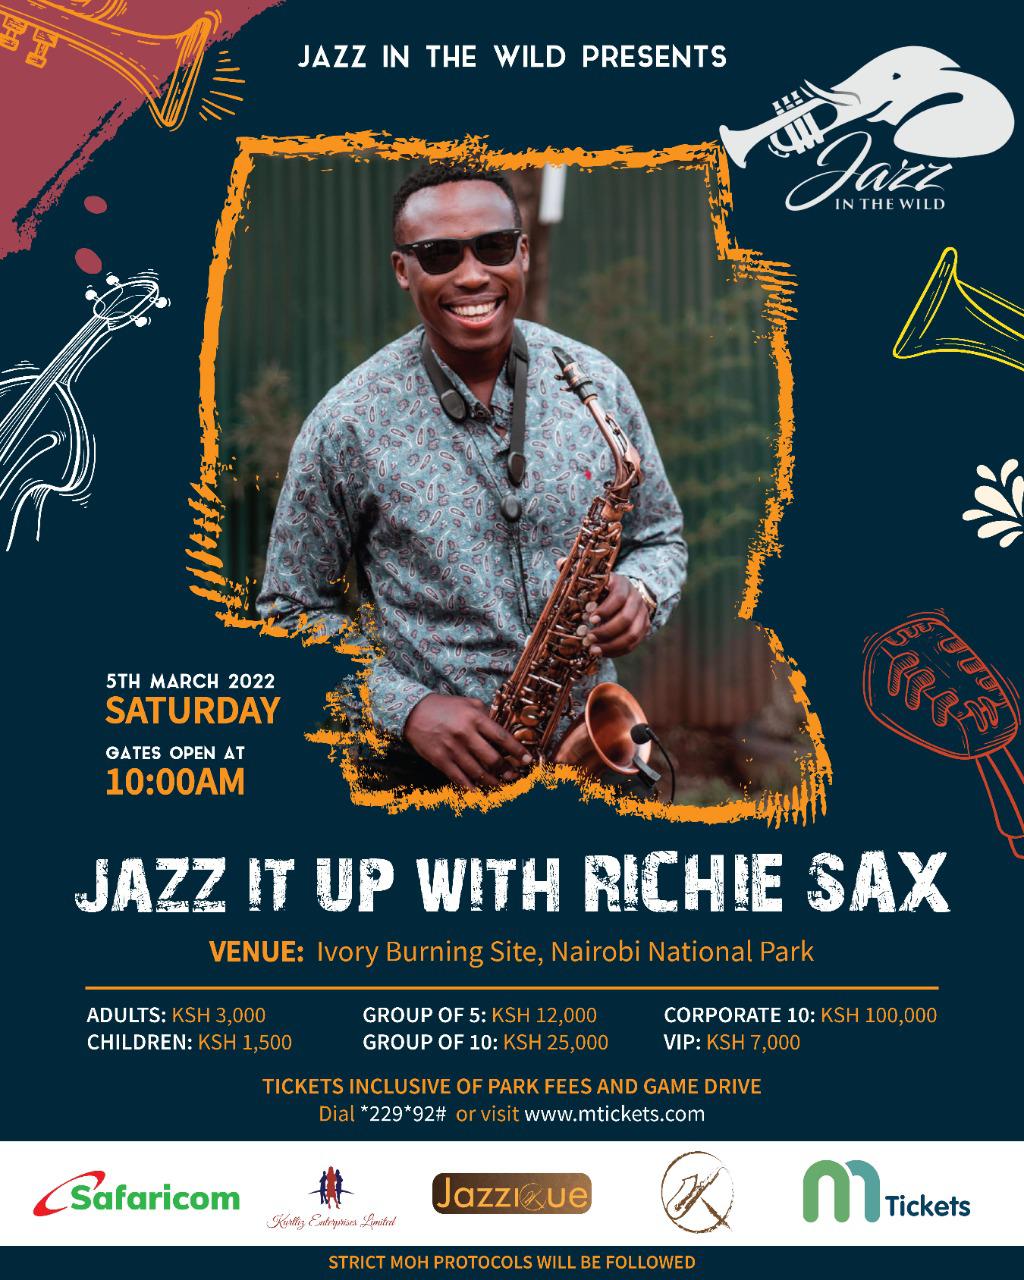 JAZZ IN THE WILD PRESENTS
Jazz
IN THE WILD
5TH MARCH 2022
SATURDAY
GATES OPEN AT
10:00AM
JAZZ IT UP WITH RICHIE SAX
VENUE: Ivory Burning Site, Nairobi National Park
ADULTS: KSH 3,000 GROUP OF 5: KSH 12,000 CORPORATE 10: KSH 100,000
CHILDREN: KSH 1,500 GROUP OF 10: KSH 25,000 VIP: KSH 7,000
TICKETS INCLUSIVE OF PARK FEES AND GAME DRIVE
Dial *229*92# or visit www.mtickets.com
Safaricom Enterprises Limited Jazzique m Tickets
STRICT MOH PROTOCOLS WILL BE FOLLOWED